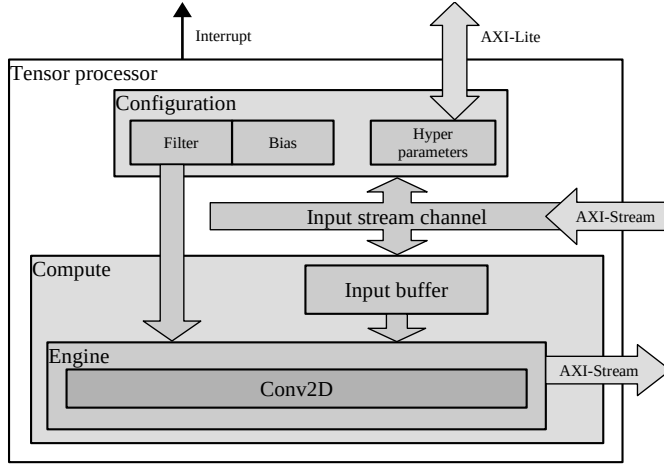 Interrupt
AXI-Lite
Tensor processor
Configuration
Filter
Bias
Hyper
parameters
Input stream channel
AXI-Stream
Compute
Input buffer
Engine
AXI-Stream
Conv2D